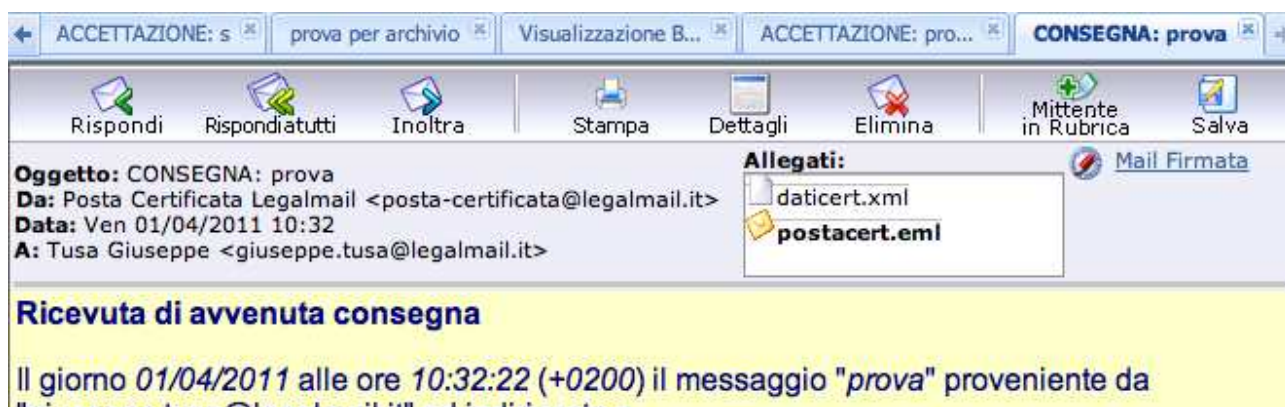 ACCETTAZIONE: s
prova per archivio
Visualizzazione B...
ACCETTAZIONE: pro...
CONSEGNA: prova
Rispondi
Rispondiatutti
Inoltra
Stampa
Dettagli
Elimina
Mittente
in Rubrica
Salva
Oggetto: CONSEGNA: prova
Da: Posta Certificata Legalmail <posta-certificata@legalmail.it>
Data: Ven 01/04/2011 10:32
A: Tusa Giuseppe <giuseppe.tusa@legalmail.it>
Allegati:
daticert.xml
postacert.eml
Mail Firmata
Ricevuta di avvenuta consegna
Il giorno 01/04/2011 alle ore 10:32:22 (+0200) il messaggio "prova" proveniente da